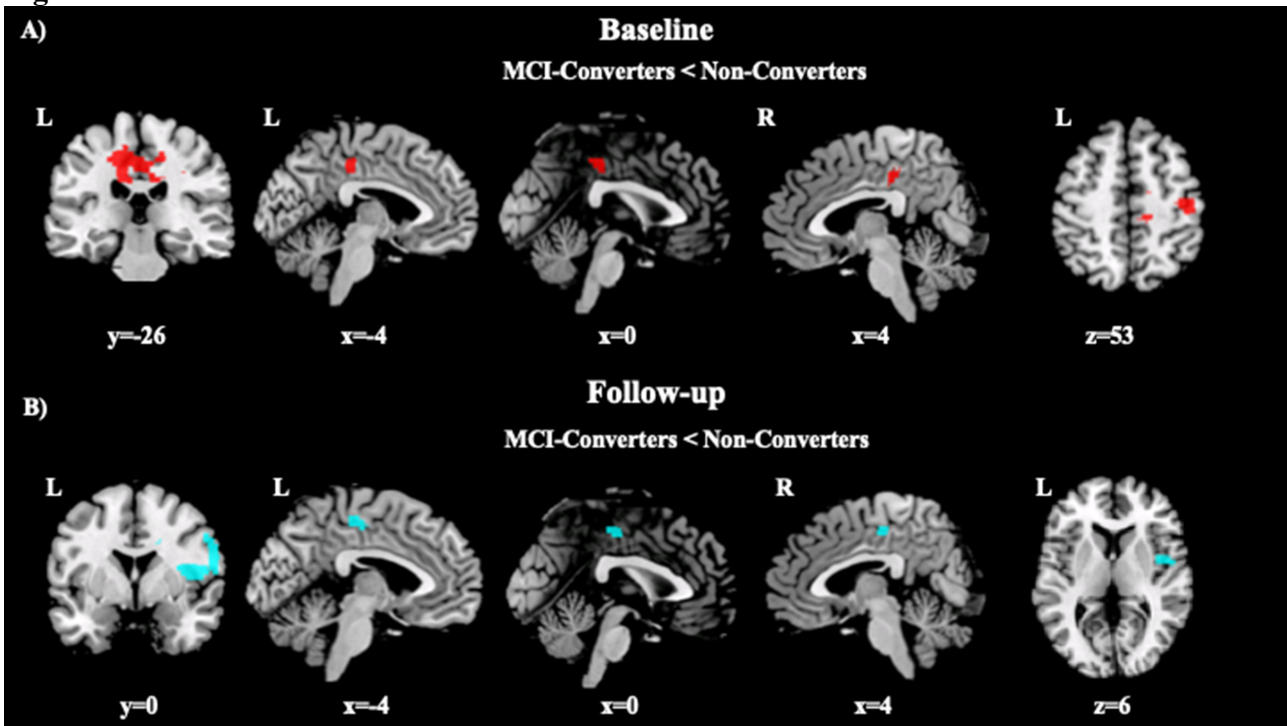 A)
Baseline
MCI-Converters < Non-Converters
L L R L
y=-26 x=-4 x=0 x=4 z=53
B)
Follow-up
MCI-Converters < Non-Converters
L L R L
y=0 x=-4 x=0 x=4 z=6